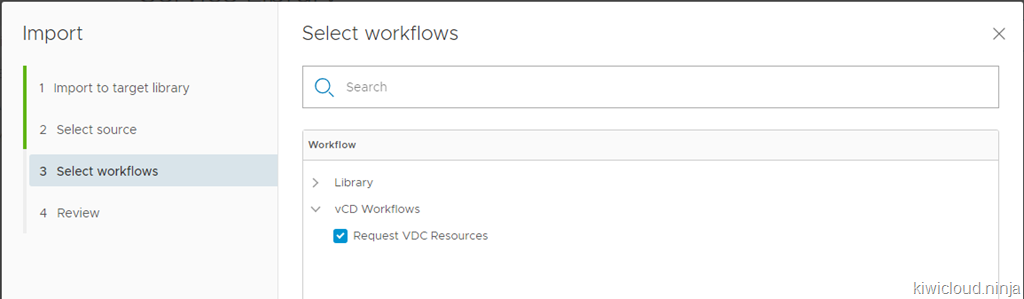 Import
1 Import to target library
2 Select source
3 Select workflows
4 Review
Select workflows
Search
Workflow
Library
vCD Workflows
Request VDC Resources
kiwicloud.ninja